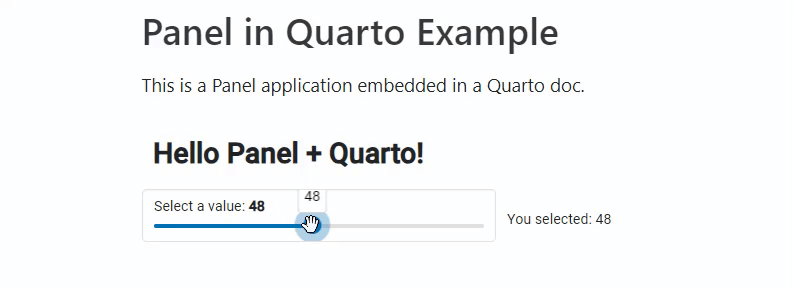 Panel in Quarto Example
This is a Panel application embedded in a Quarto doc.
Hello Panel + Quarto!
48
Select a value: 48
You selected: 48